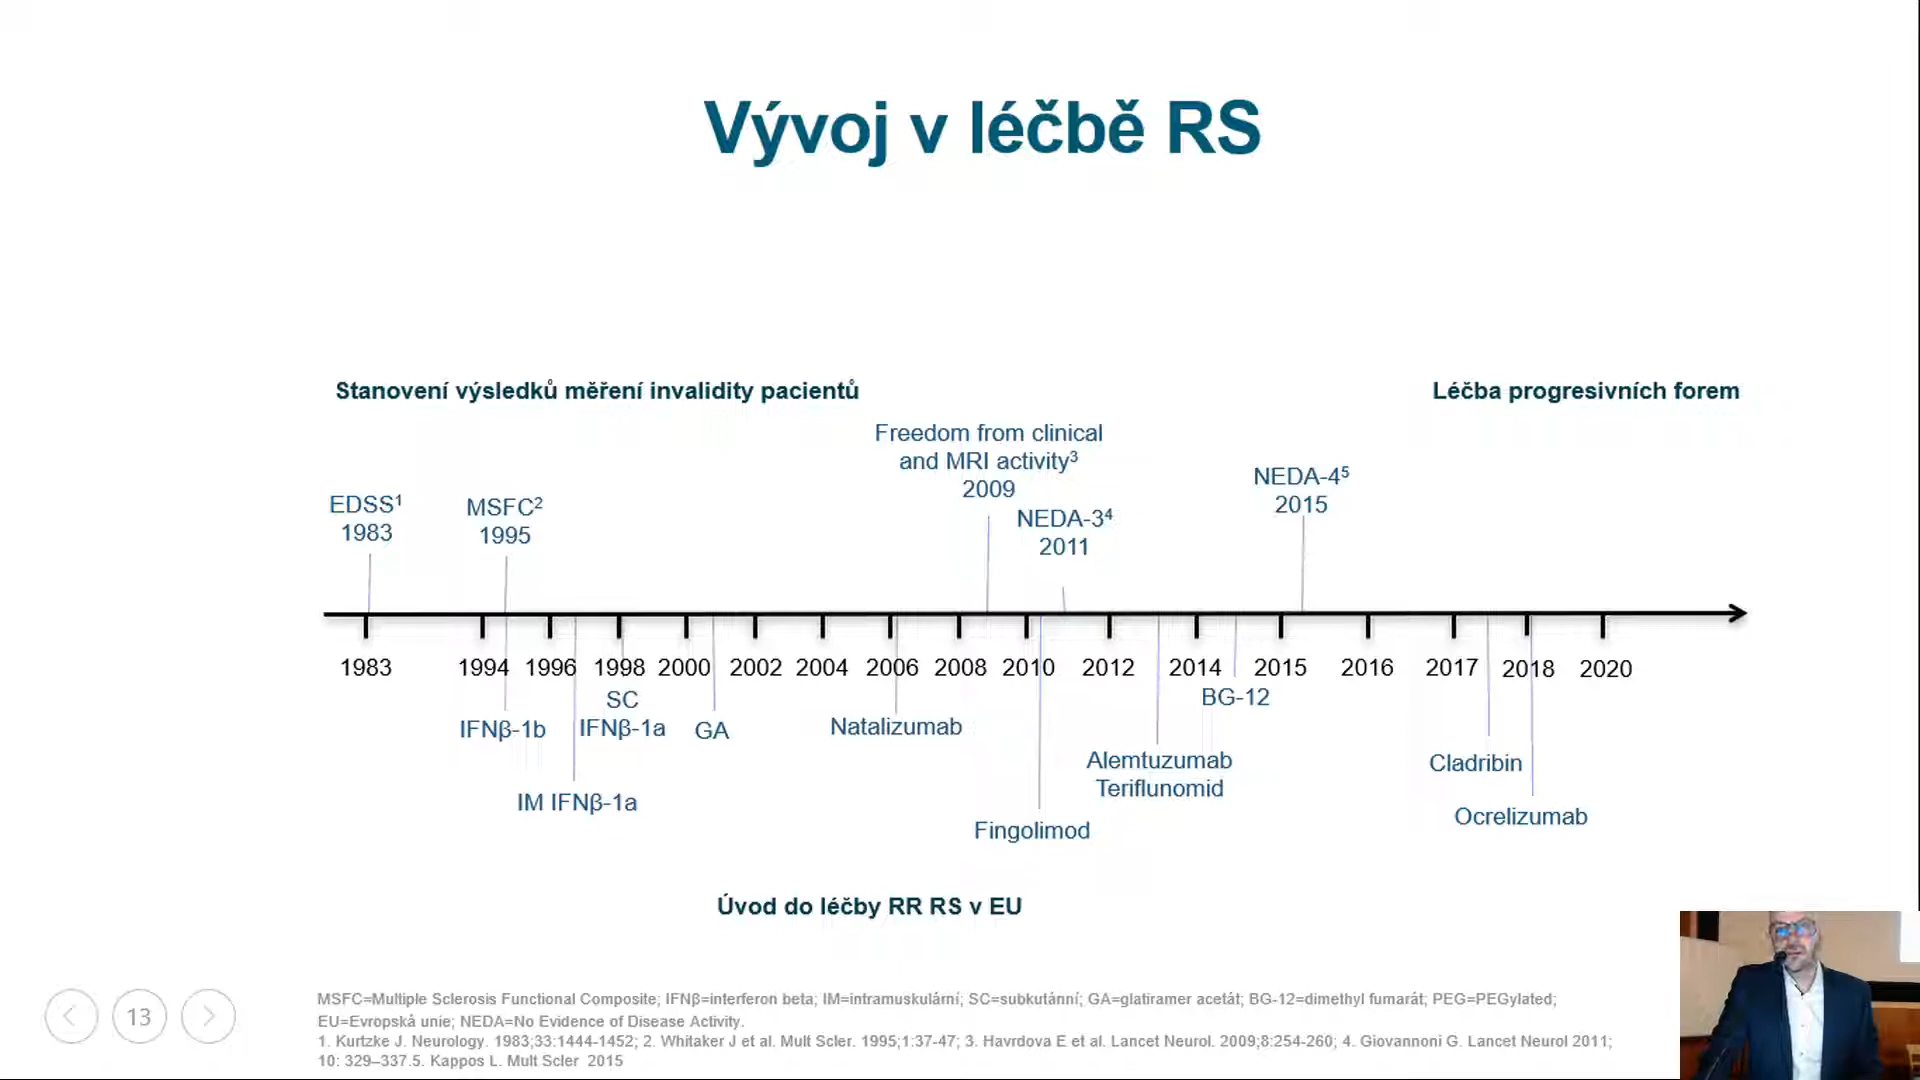 Vývoj v léčbě RS
Stanovení výsledků měření invalidity pacientů
Léčba progresivních forem
Freedom from clinical
and MRI activity³
2009
EDSS¹
1983
MSFC²
1995
NEDA-3⁴
2011
NEDA-4⁵
2015
1983 1994 1996 1998 2000 2002 2004 2006 2008 2010 2012 2014 2015 2016 2017 2018 2020
IFNβ-1b
SC
IFNβ-1a
GA
Natalizumab
BG-12
IM IFNβ-1a
Fingolimod
Alemtuzumab
Teriflunomid
Cladribin
Ocrelizumab
Úvod do léčby RR RS v EU
13
MSFC=Multiple Sclerosis Functional Composite; IFNβ=interferon beta; IM=intramuskulární; SC=subkutánní; GA=glatiramer acetát; BG-12=dimethyl fumarát; PEG=PEGylated;
EU=Evropská unie; NEDA=No Evidence of Disease Activity.
1. Kurtzke J. Neurology. 1983;33:1444-1452; 2. Whitaker J et al. Mult Scler. 1995;1:37-47; 3. Havrdova E et al. Lancet Neurol. 2009;8:254-260; 4. Giovannoni G. Lancet Neurol 2011;
10: 329–337.5. Kappos L. Mult Scler 2015